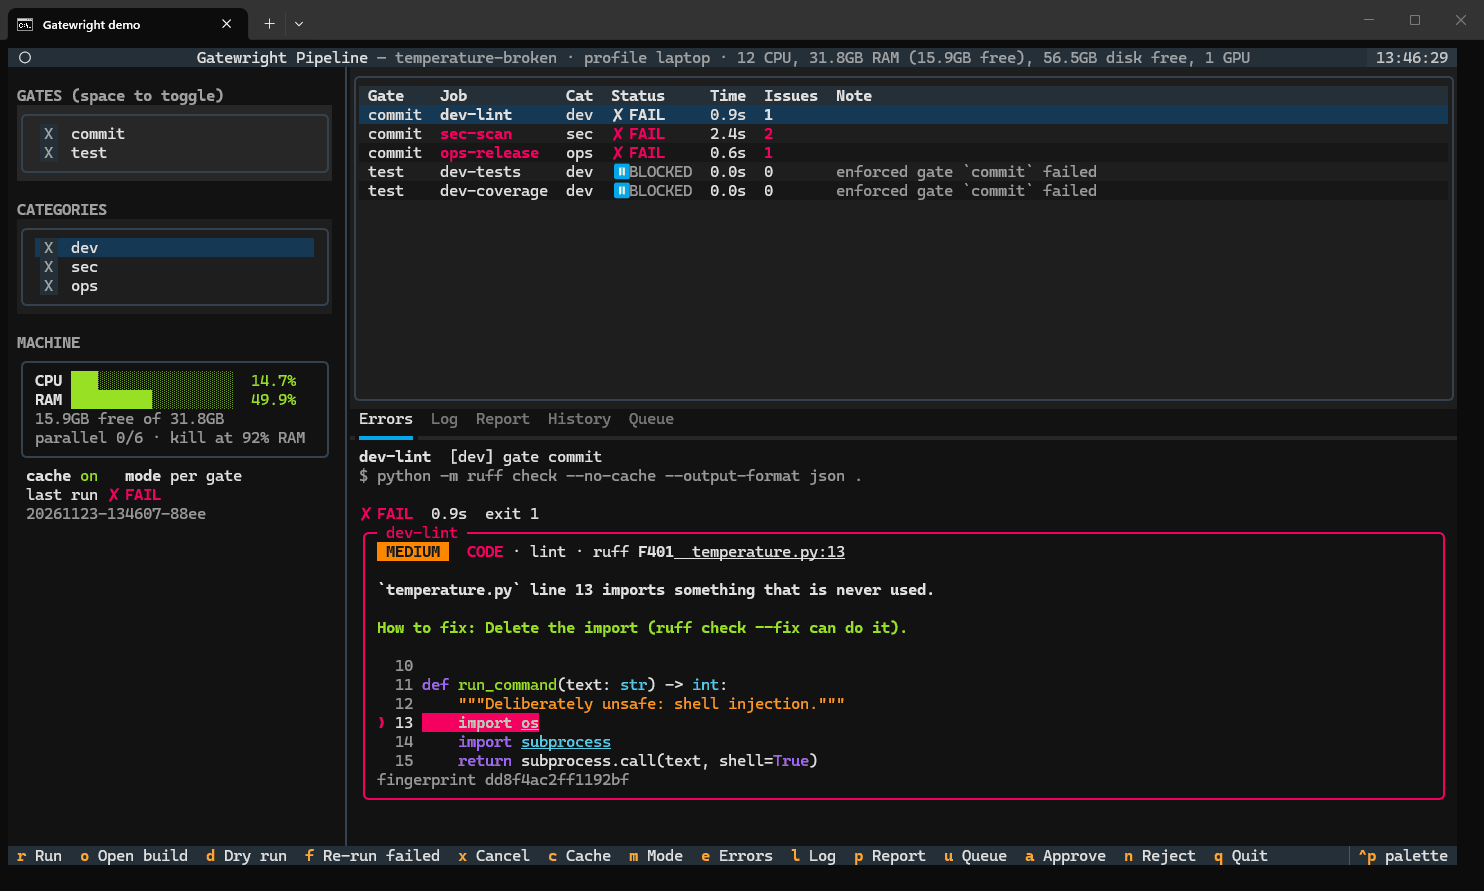 Gatewright demo
Gatewright Pipeline — temperature-broken · profile laptop · 12 CPU, 31.8GB RAM (15.9GB free), 56.5GB disk free, 1 GPU 13:46:29
GATES (space to toggle)
X commit
X test
CATEGORIES
X dev
X sec
X ops
MACHINE
CPU 14.7%
RAM 49.9%
15.9GB free of 31.8GB
parallel 0/6 · kill at 92% RAM
cache on mode per gate
last run ✗ FAIL
20261123-134607-88ee
Gate Job Cat Status Time Issues Note
commit dev-lint dev ✗ FAIL 0.9s 1
commit sec-scan sec ✗ FAIL 2.4s 2
commit ops-release ops ✗ FAIL 0.6s 1
test dev-tests dev ⏸BLOCKED 0.0s 0 enforced gate `commit` failed
test dev-coverage dev ⏸BLOCKED 0.0s 0 enforced gate `commit` failed
Errors Log Report History Queue
dev-lint [dev] gate commit
$ python -m ruff check --no-cache --output-format json .
✗ FAIL 0.9s exit 1
dev-lint
MEDIUM CODE · lint · ruff F401 temperature.py:13
`temperature.py` line 13 imports something that is never used.
How to fix: Delete the import (ruff check --fix can do it).
10
11 def run_command(text: str) -> int:
12 """Deliberately unsafe: shell injection."""
❱ 13 import os
14 import subprocess
15 return subprocess.call(text, shell=True)
fingerprint dd8f4ac2ff1192bf
r Run o Open build d Dry run f Re-run failed x Cancel c Cache m Mode e Errors l Log p Report u Queue a Approve n Reject q Quit ^p palette